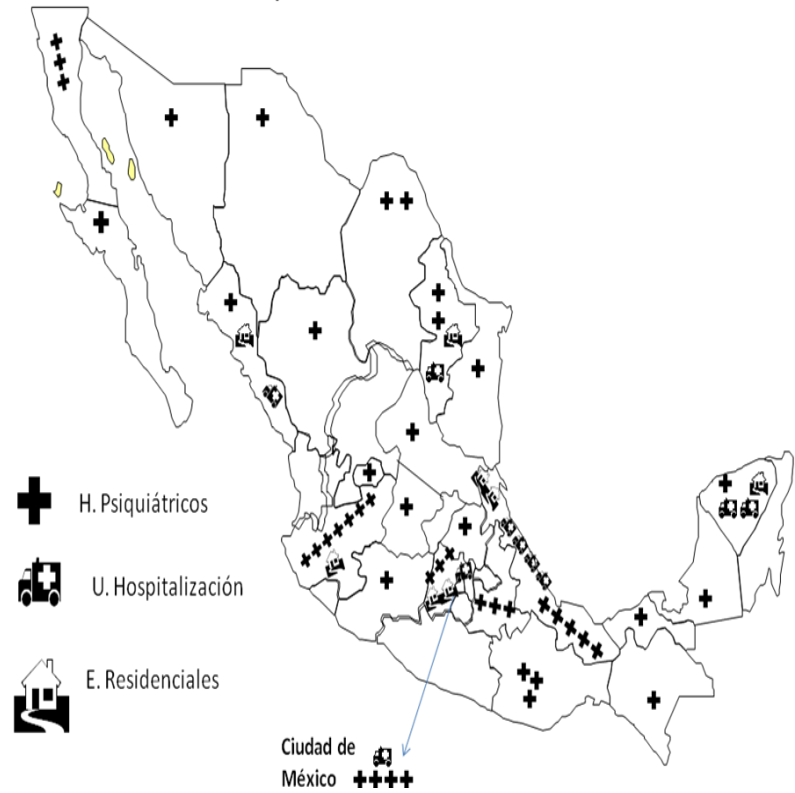 H. Psiquiátricos
U. Hospitalización
E. Residenciales
Ciudad de
México